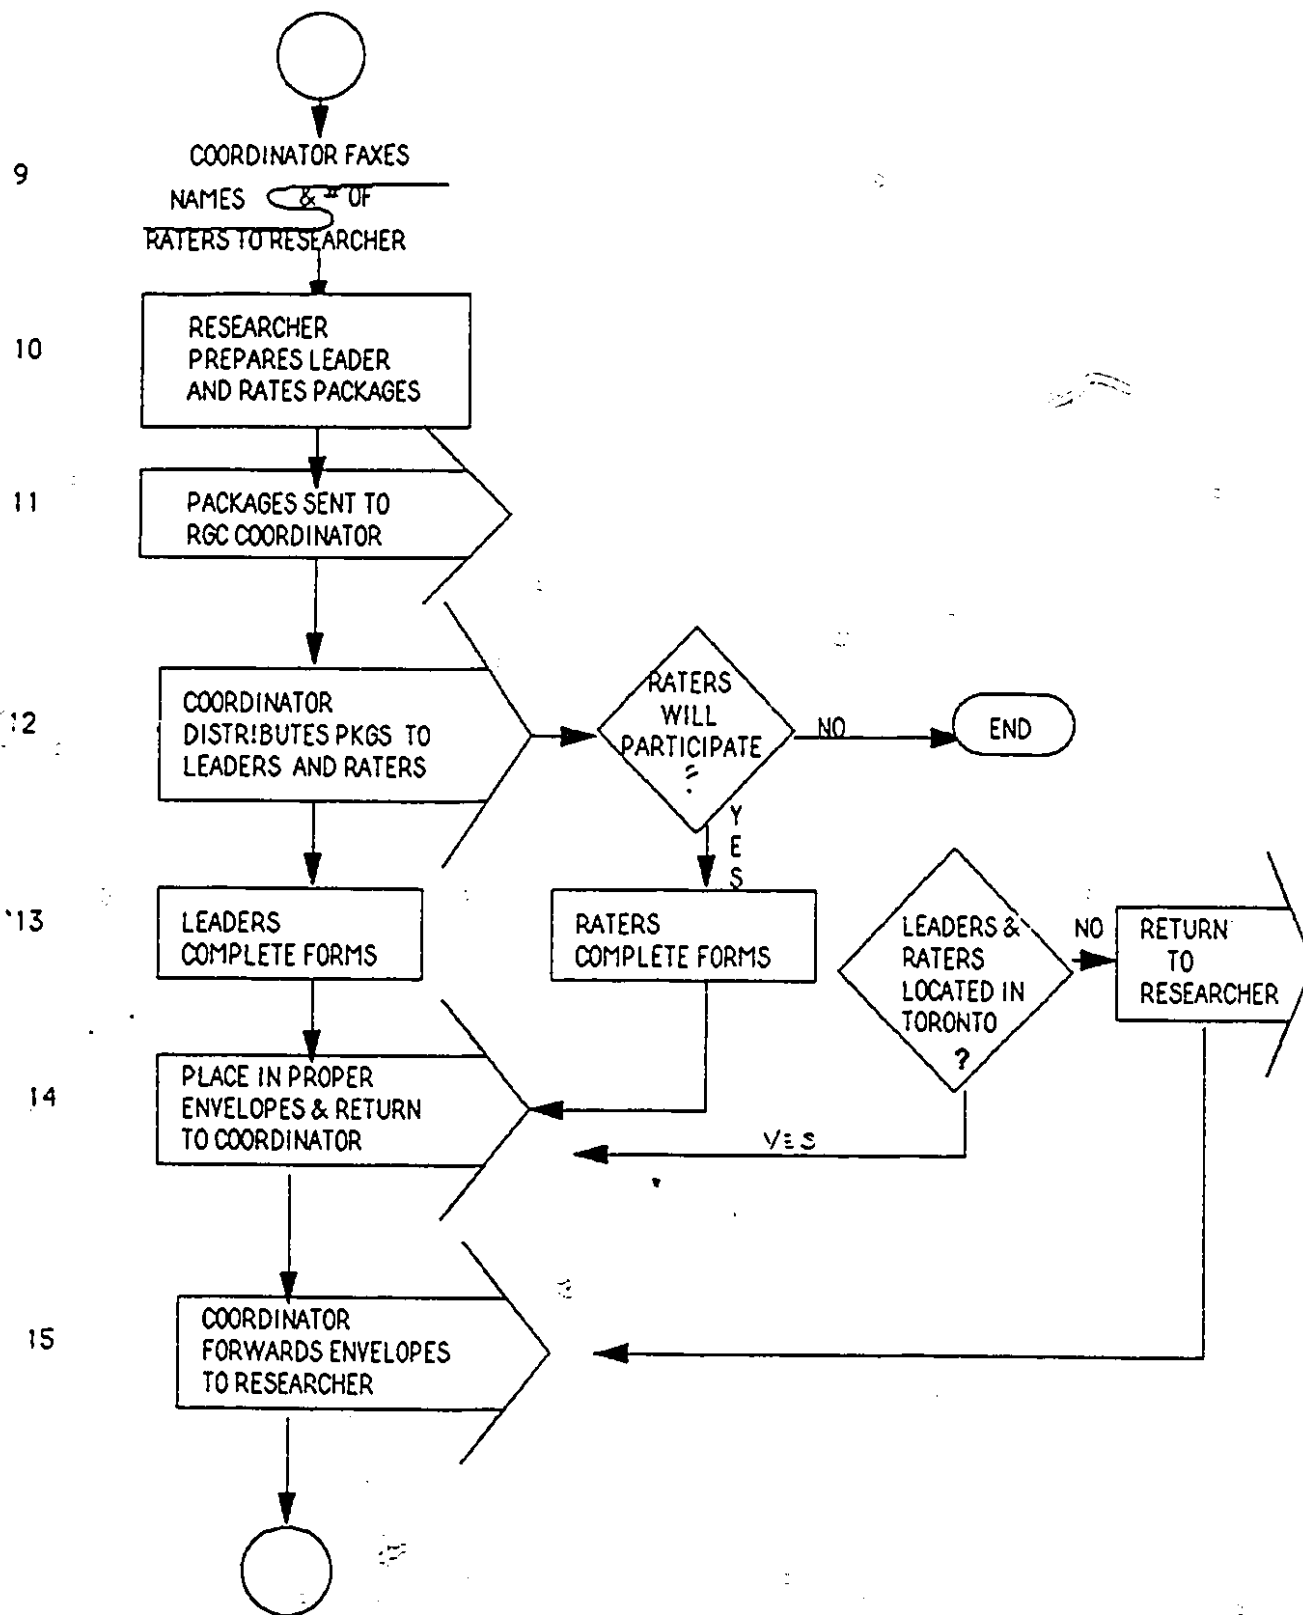 9
COORDINATOR FAXES
NAMES & # OF
RATERS TO RESEARCHER
10
RESEARCHER
PREPARES LEADER
AND RATES PACKAGES
11
PACKAGES SENT TO
RGC COORDINATOR
12
COORDINATOR
DISTRIBUTES PKGS TO
LEADERS AND RATERS
RATERS
WILL
PARTICIPATE
?
NO
END
YES
13
LEADERS
COMPLETE FORMS
RATERS
COMPLETE FORMS
LEADERS &
RATERS
LOCATED IN
TORONTO
?
NO
RETURN
TO
RESEARCHER
14
PLACE IN PROPER
ENVELOPES & RETURN
TO COORDINATOR
YES
15
COORDINATOR
FORWARDS ENVELOPES
TO RESEARCHER